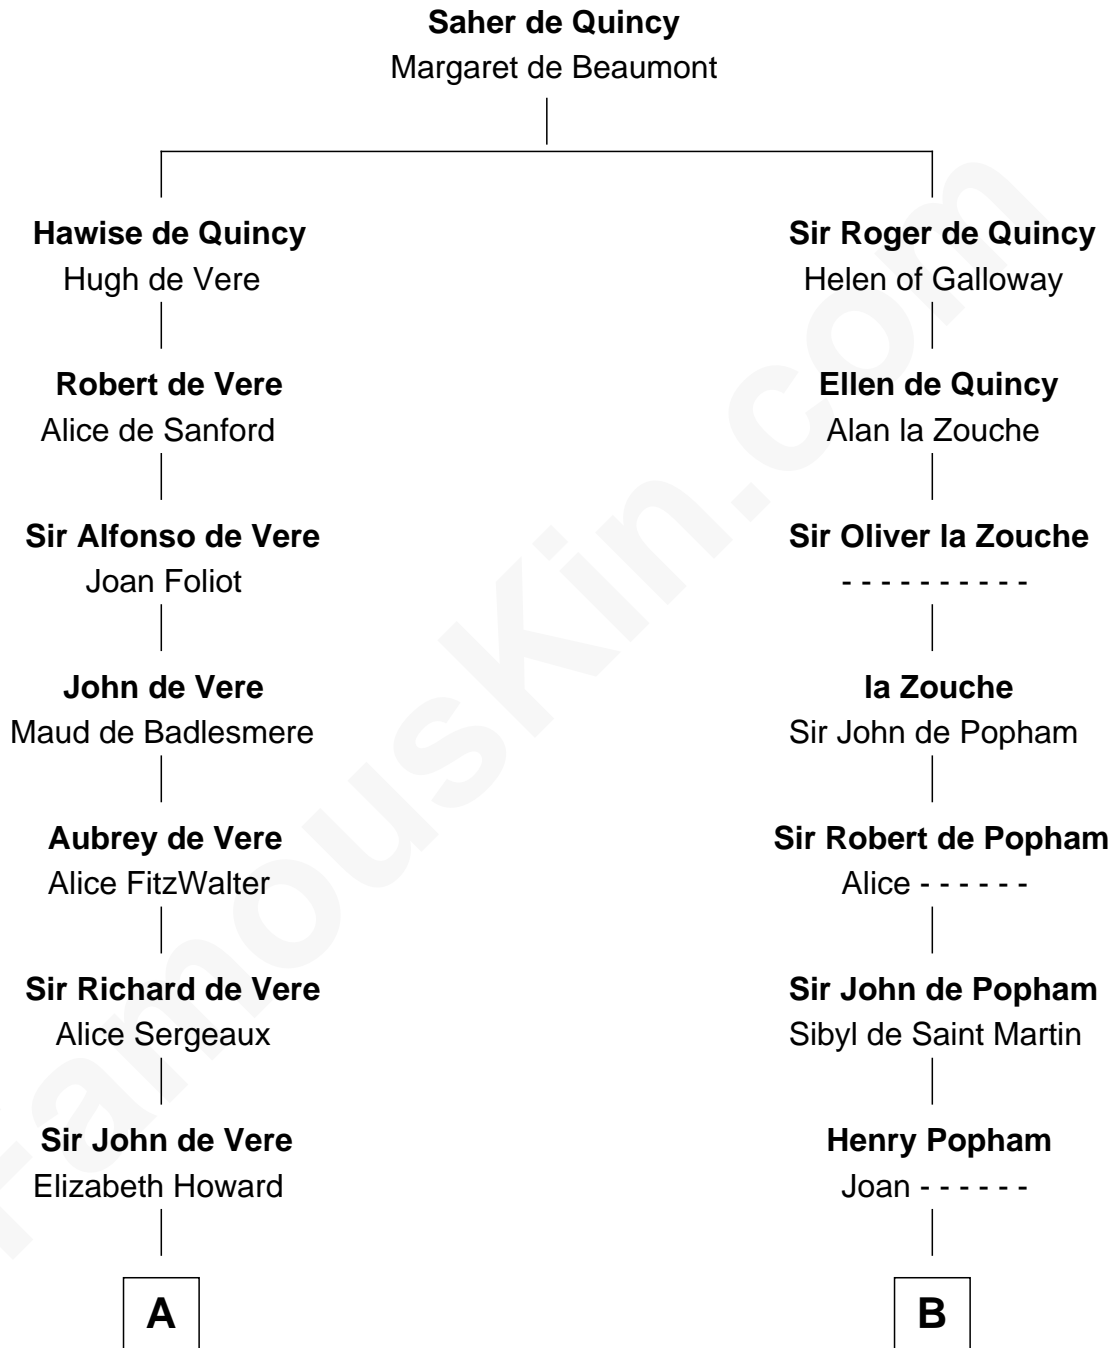 Saher de Quincy
Margaret de Beaumont
Hawise de Quincy
Hugh de Vere
Sir Roger de Quincy
Helen of Galloway
Robert de Vere
Alice de Sanford
Ellen de Quincy
Alan la Zouche
Sir Alfonso de Vere
Joan Foliot
Sir Oliver la Zouche
- - - - - - - - - -
John de Vere
Maud de Badlesmere
la Zouche
Sir John de Popham
Aubrey de Vere
Alice FitzWalter
Sir Robert de Popham
Alice - - - - - -
Sir Richard de Vere
Alice Sergeaux
Sir John de Popham
Sibyl de Saint Martin
Sir John de Vere
Elizabeth Howard
Henry Popham
Joan - - - - - -
A
B
FamousKin.com